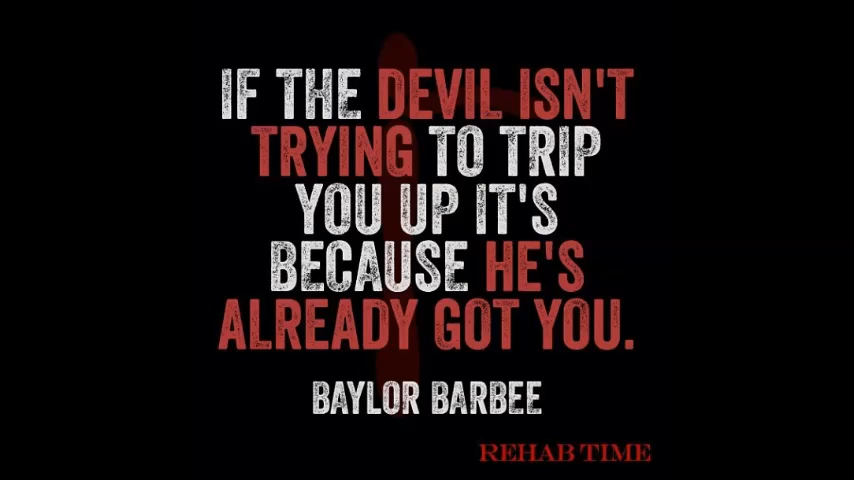 IF THE DEVIL ISN'T
TRYING TO TRIP
YOU UP IT'S
BECAUSE HE'S
ALREADY GOT YOU.
BAYLOR BARBEE
REHAB TIME